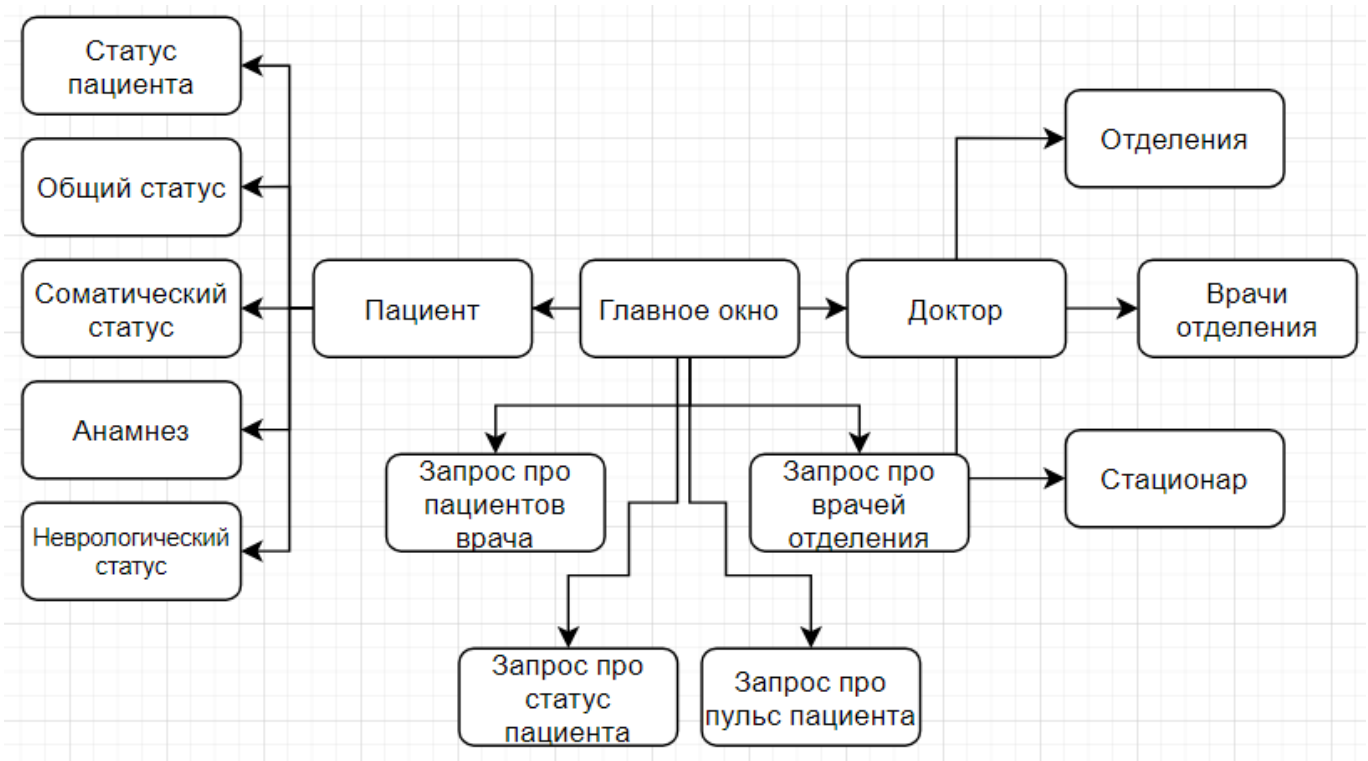 Статус
пациента
Общий статус
Соматический
статус
Анамнез
Неврологический
статус
Пациент
Главное окно
Доктор
Отделения
Врачи
отделения
Стационар
Запрос про
пациентов
врача
Запрос про
врачей
отделения
Запрос про
статус
пациента
Запрос про
пульс пациента